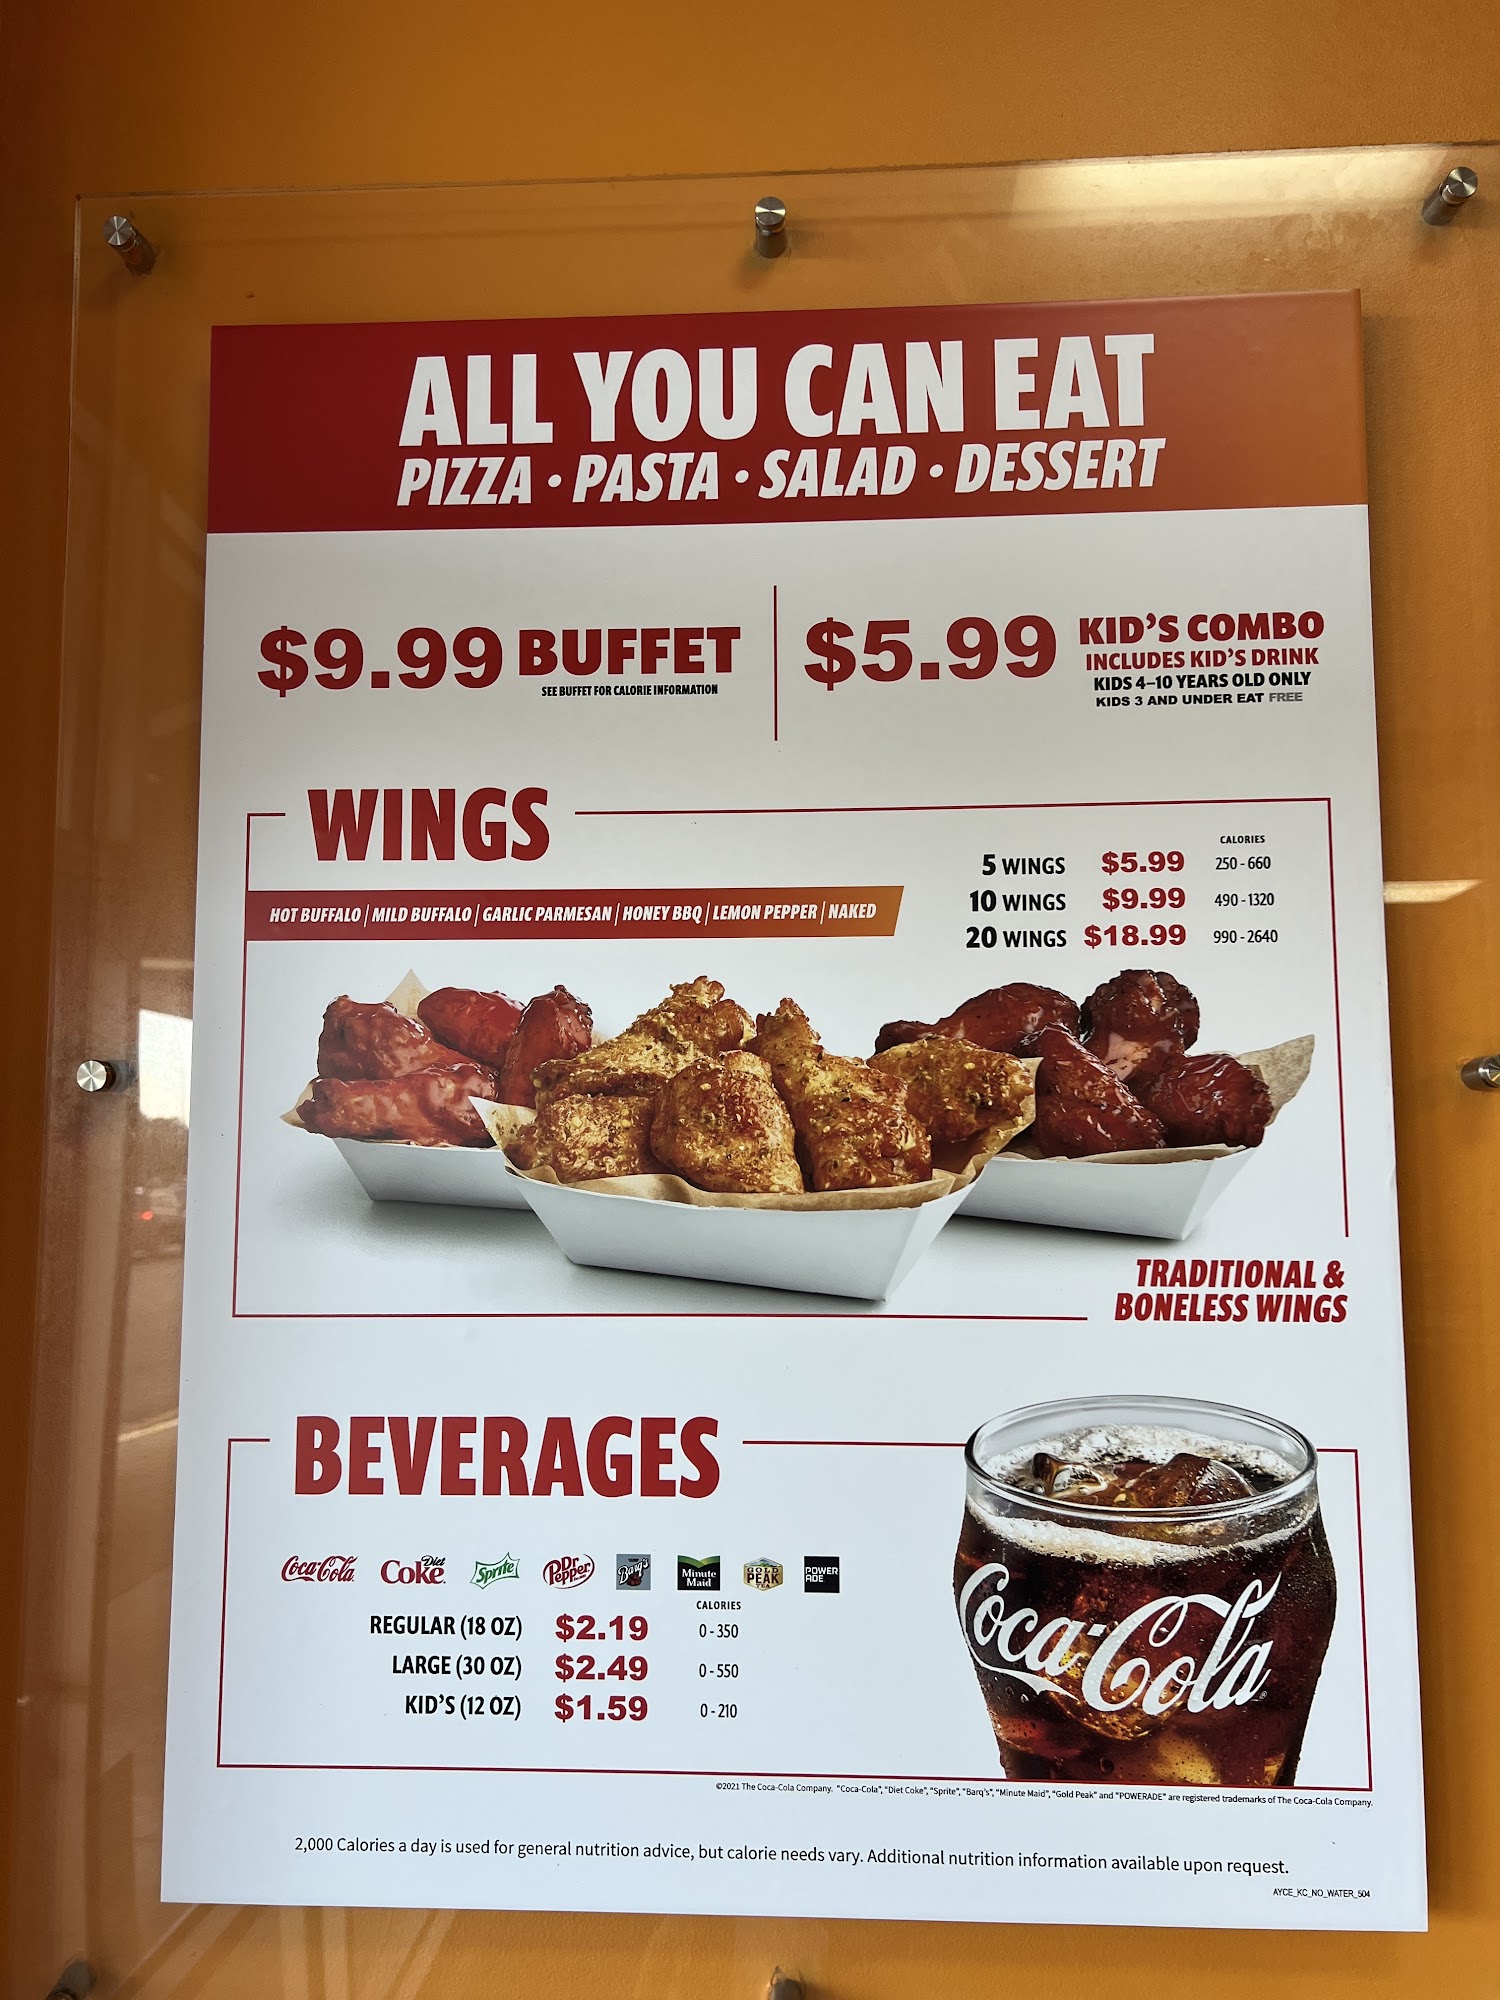 ALL YOU CAN EAT
PIZZA · PASTA · SALAD · DESSERT
$9.99 BUFFET
SEE BUFFET FOR CALORIE INFORMATION
$5.99 KID'S COMBO
INCLUDES KID'S DRINK
KIDS 4–10 YEARS OLD ONLY
KIDS 3 AND UNDER EAT FREE
WINGS
HOT BUFFALO | MILD BUFFALO | GARLIC PARMESAN | HONEY BBQ | LEMON PEPPER | NAKED
CALORIES
5 WINGS $5.99 250 - 660
10 WINGS $9.99 490 - 1320
20 WINGS $18.99 990 - 2640
TRADITIONAL &
BONELESS WINGS
BEVERAGES
Coca-Cola Diet Coke Sprite Dr Pepper Barq's Minute Maid GOLD PEAK TEA POWERADE
CALORIES
REGULAR (18 OZ) $2.19 0 - 350
LARGE (30 OZ) $2.49 0 - 550
KID'S (12 OZ) $1.59 0 - 210
Coca-Cola
©2021 The Coca-Cola Company. "Coca-Cola", "Diet Coke", "Sprite", "Barq's", "Minute Maid", "Gold Peak" and "POWERADE" are registered trademarks of The Coca-Cola Company.
2,000 Calories a day is used for general nutrition advice, but calorie needs vary. Additional nutrition information available upon request.
AYCE_KC_NO_WATER_504